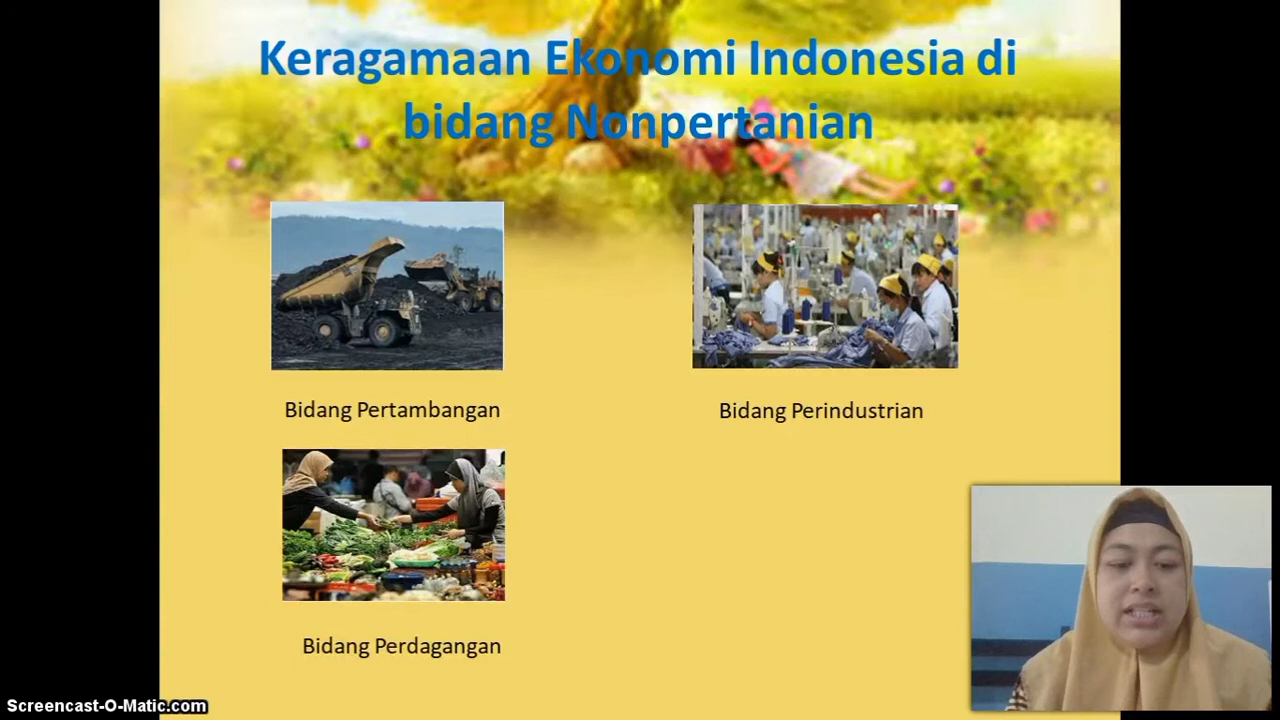 Keragamaan Ekonomi Indonesia di
bidang Nonpertanian
Bidang Pertambangan
Bidang Perindustrian
Bidang Perdagangan
Screencast-O-Matic.com